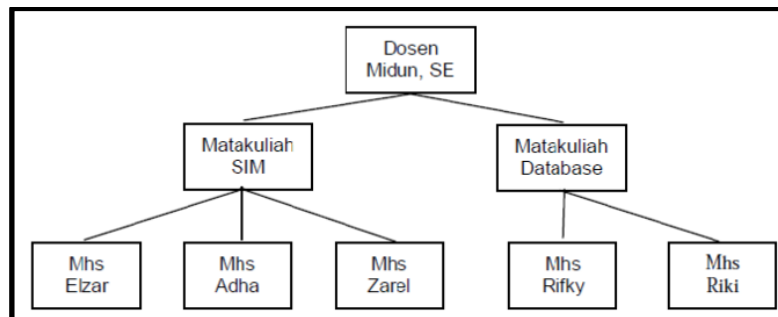 Dosen
Midun, SE
Matakuliah
SIM
Matakuliah
Database
Mhs
Elzar
Mhs
Adha
Mhs
Zarel
Mhs
Rifky
Mhs
Riki